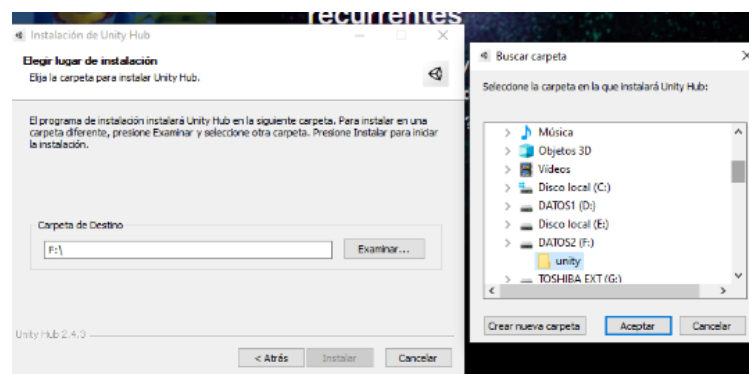 recurrentes
Instalación de Unity Hub
Elegir lugar de instalación
Elija la carpeta para instalar Unity Hub.
El programa de instalación instalará Unity Hub en la siguiente carpeta. Para instalar en una
carpeta diferente, presione Examinar y seleccione otra carpeta. Presione Instalar para iniciar
la instalación.
Carpeta de Destino
F:\
Examinar...
Unity Hub 2.4.3
< Atrás
Instalar
Cancelar
Buscar carpeta
Seleccione la carpeta en la que instalará Unity Hub:
Música
Objetos 3D
Vídeos
Disco local (C:)
DATOS1 (D:)
Disco local (E:)
DATOS2 (F:)
unity
TOSHIBA EXT (G:)
Crear nueva carpeta
Aceptar
Cancelar